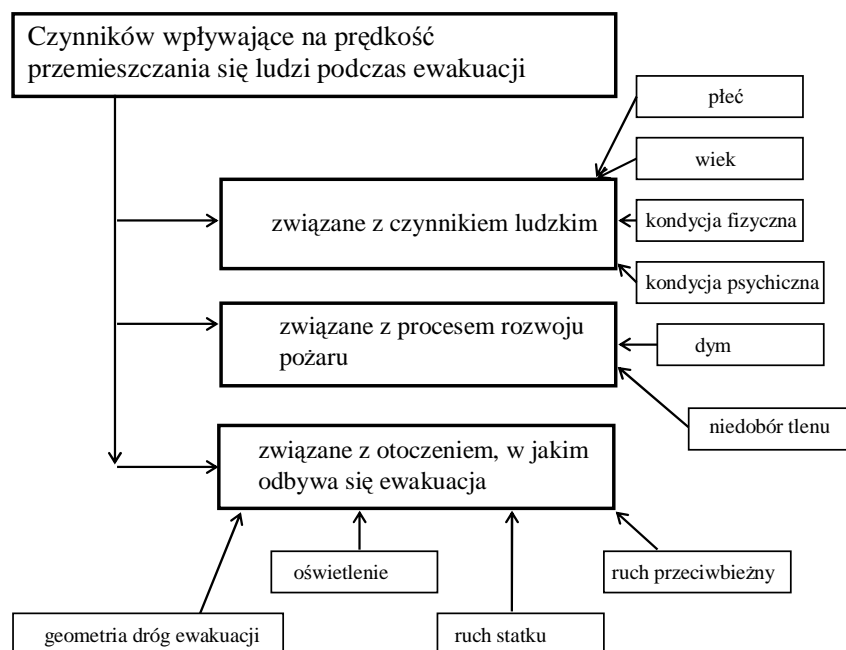 Czynników wpływające na prędkość
przemieszczania się ludzi podczas ewakuacji
płeć
wiek
związane z czynnikiem ludzkim
kondycja fizyczna
kondycja psychiczna
związane z procesem rozwoju
pożaru
dym
niedobór tlenu
związane z otoczeniem, w jakim
odbywa się ewakuacja
oświetlenie
ruch przeciwbieżny
geometria dróg ewakuacji
ruch statku